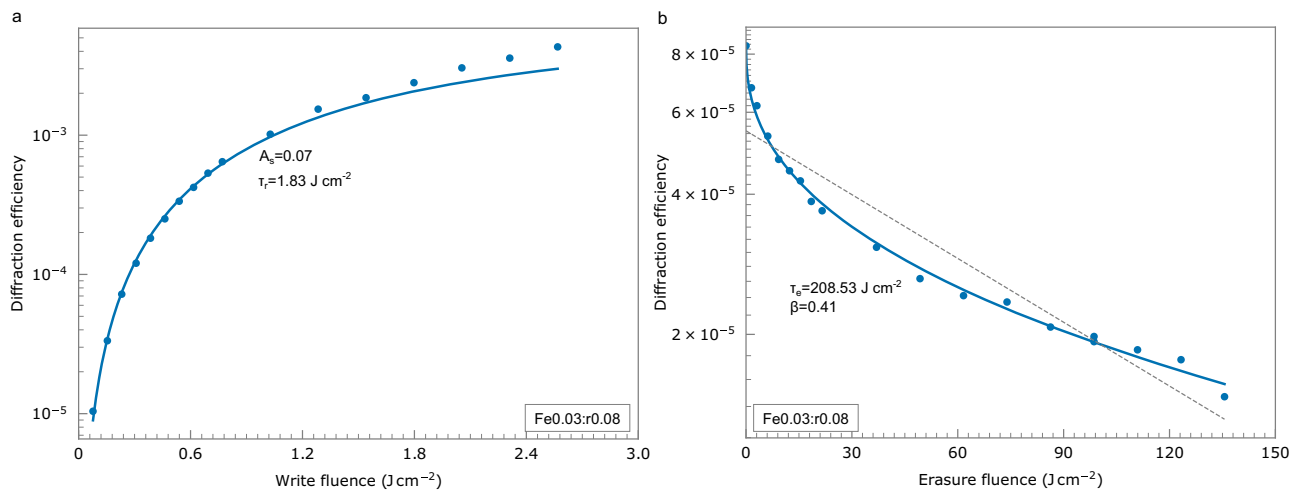 a
Diffraction efficiency
10⁻³
10⁻⁴
10⁻⁵
Aₛ=0.07
τᵣ=1.83 J cm⁻²
Fe0.03:r0.08
0 0.6 1.2 1.8 2.4 3.0
Write fluence (J cm⁻²)
b
Diffraction efficiency
8 × 10⁻⁵
6 × 10⁻⁵
4 × 10⁻⁵
2 × 10⁻⁵
τₑ=208.53 J cm⁻²
β=0.41
Fe0.03:r0.08
0 30 60 90 120 150
Erasure fluence (J cm⁻²)